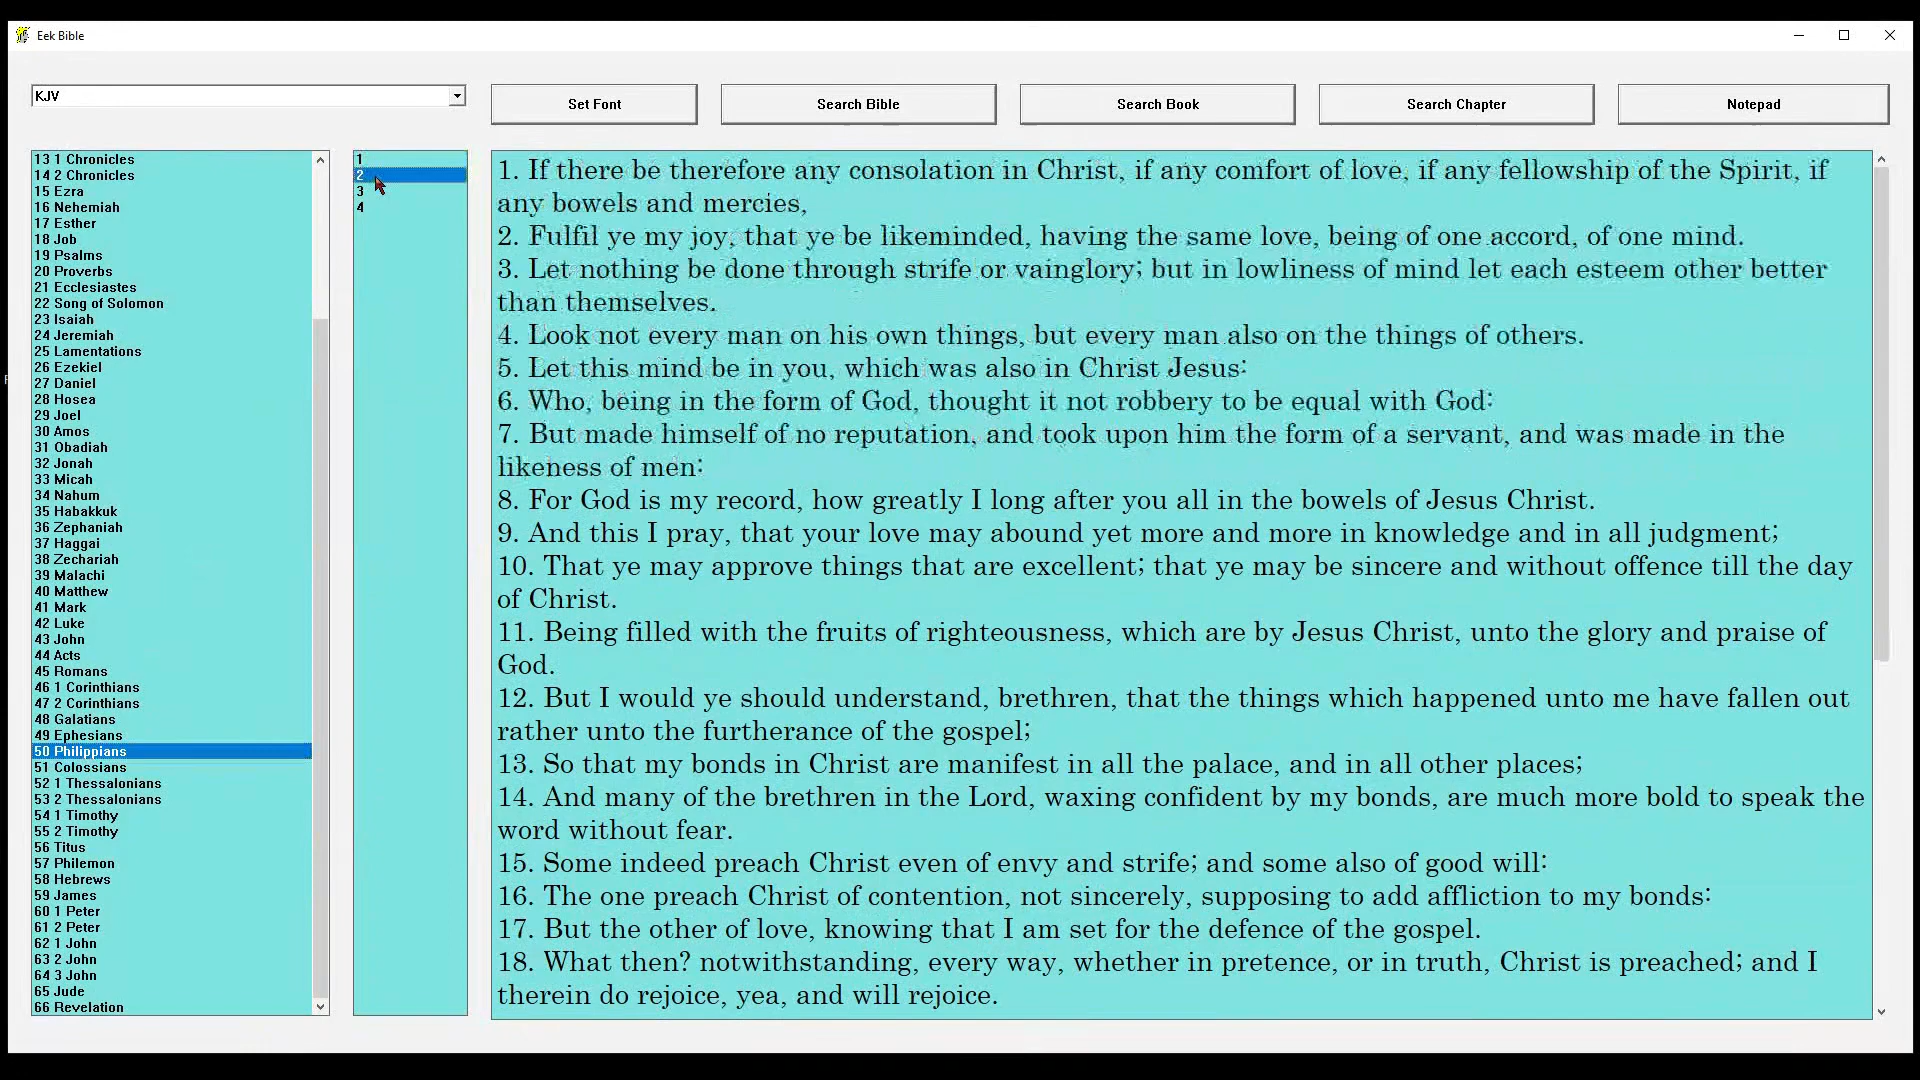 Eek Bible
KJV
Set Font
Search Bible
Search Book
Search Chapter
Notepad
13 1 Chronicles
14 2 Chronicles
15 Ezra
16 Nehemiah
17 Esther
18 Job
19 Psalms
20 Proverbs
21 Ecclesiastes
22 Song of Solomon
23 Isaiah
24 Jeremiah
25 Lamentations
26 Ezekiel
27 Daniel
28 Hosea
29 Joel
30 Amos
31 Obadiah
32 Jonah
33 Micah
34 Nahum
35 Habakkuk
36 Zephaniah
37 Haggai
38 Zechariah
39 Malachi
40 Matthew
41 Mark
42 Luke
43 John
44 Acts
45 Romans
46 1 Corinthians
47 2 Corinthians
48 Galatians
49 Ephesians
50 Philippians
51 Colossians
52 1 Thessalonians
53 2 Thessalonians
54 1 Timothy
55 2 Timothy
56 Titus
57 Philemon
58 Hebrews
59 James
60 1 Peter
61 2 Peter
62 1 John
63 2 John
64 3 John
65 Jude
66 Revelation
1
2
3
4
1. If there be therefore any consolation in Christ, if any comfort of love, if any fellowship of the Spirit, if
any bowels and mercies,
2. Fulfil ye my joy, that ye be likeminded, having the same love, being of one accord, of one mind.
3. Let nothing be done through strife or vainglory; but in lowliness of mind let each esteem other better
than themselves.
4. Look not every man on his own things, but every man also on the things of others.
5. Let this mind be in you, which was also in Christ Jesus:
6. Who, being in the form of God, thought it not robbery to be equal with God:
7. But made himself of no reputation, and took upon him the form of a servant, and was made in the
likeness of men:
8. For God is my record, how greatly I long after you all in the bowels of Jesus Christ.
9. And this I pray, that your love may abound yet more and more in knowledge and in all judgment;
10. That ye may approve things that are excellent; that ye may be sincere and without offence till the day
of Christ.
11. Being filled with the fruits of righteousness, which are by Jesus Christ, unto the glory and praise of
God.
12. But I would ye should understand, brethren, that the things which happened unto me have fallen out
rather unto the furtherance of the gospel;
13. So that my bonds in Christ are manifest in all the palace, and in all other places;
14. And many of the brethren in the Lord, waxing confident by my bonds, are much more bold to speak the
word without fear.
15. Some indeed preach Christ even of envy and strife; and some also of good will:
16. The one preach Christ of contention, not sincerely, supposing to add affliction to my bonds:
17. But the other of love, knowing that I am set for the defence of the gospel.
18. What then? notwithstanding, every way, whether in pretence, or in truth, Christ is preached; and I
therein do rejoice, yea, and will rejoice.